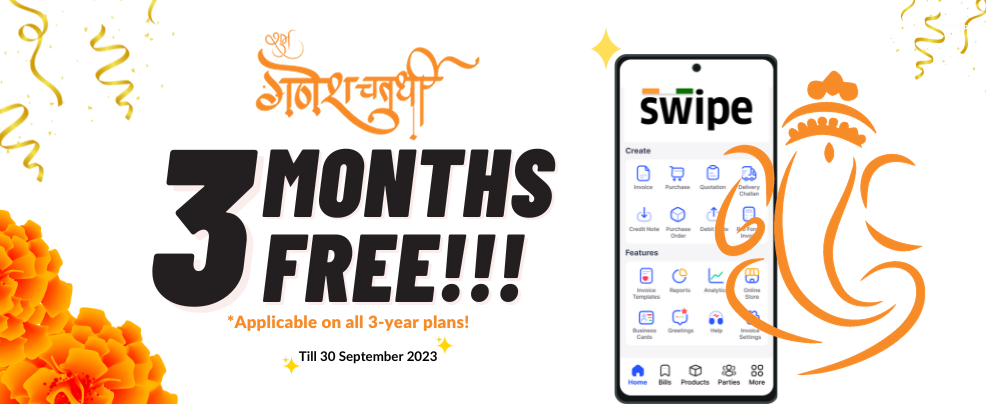 शुभ
गणेश चतुर्थी
3 MONTHS
FREE!!!
*Applicable on all 3-year plans!
Till 30 September 2023
swipe
Create
Invoice Purchase Quotation Delivery Challan
Credit Note Purchase Order
Features
Invoice Templates Reports Analytics Online Store
Business Cards Greetings Help Invoice Settings
Home Bills Products Parties More